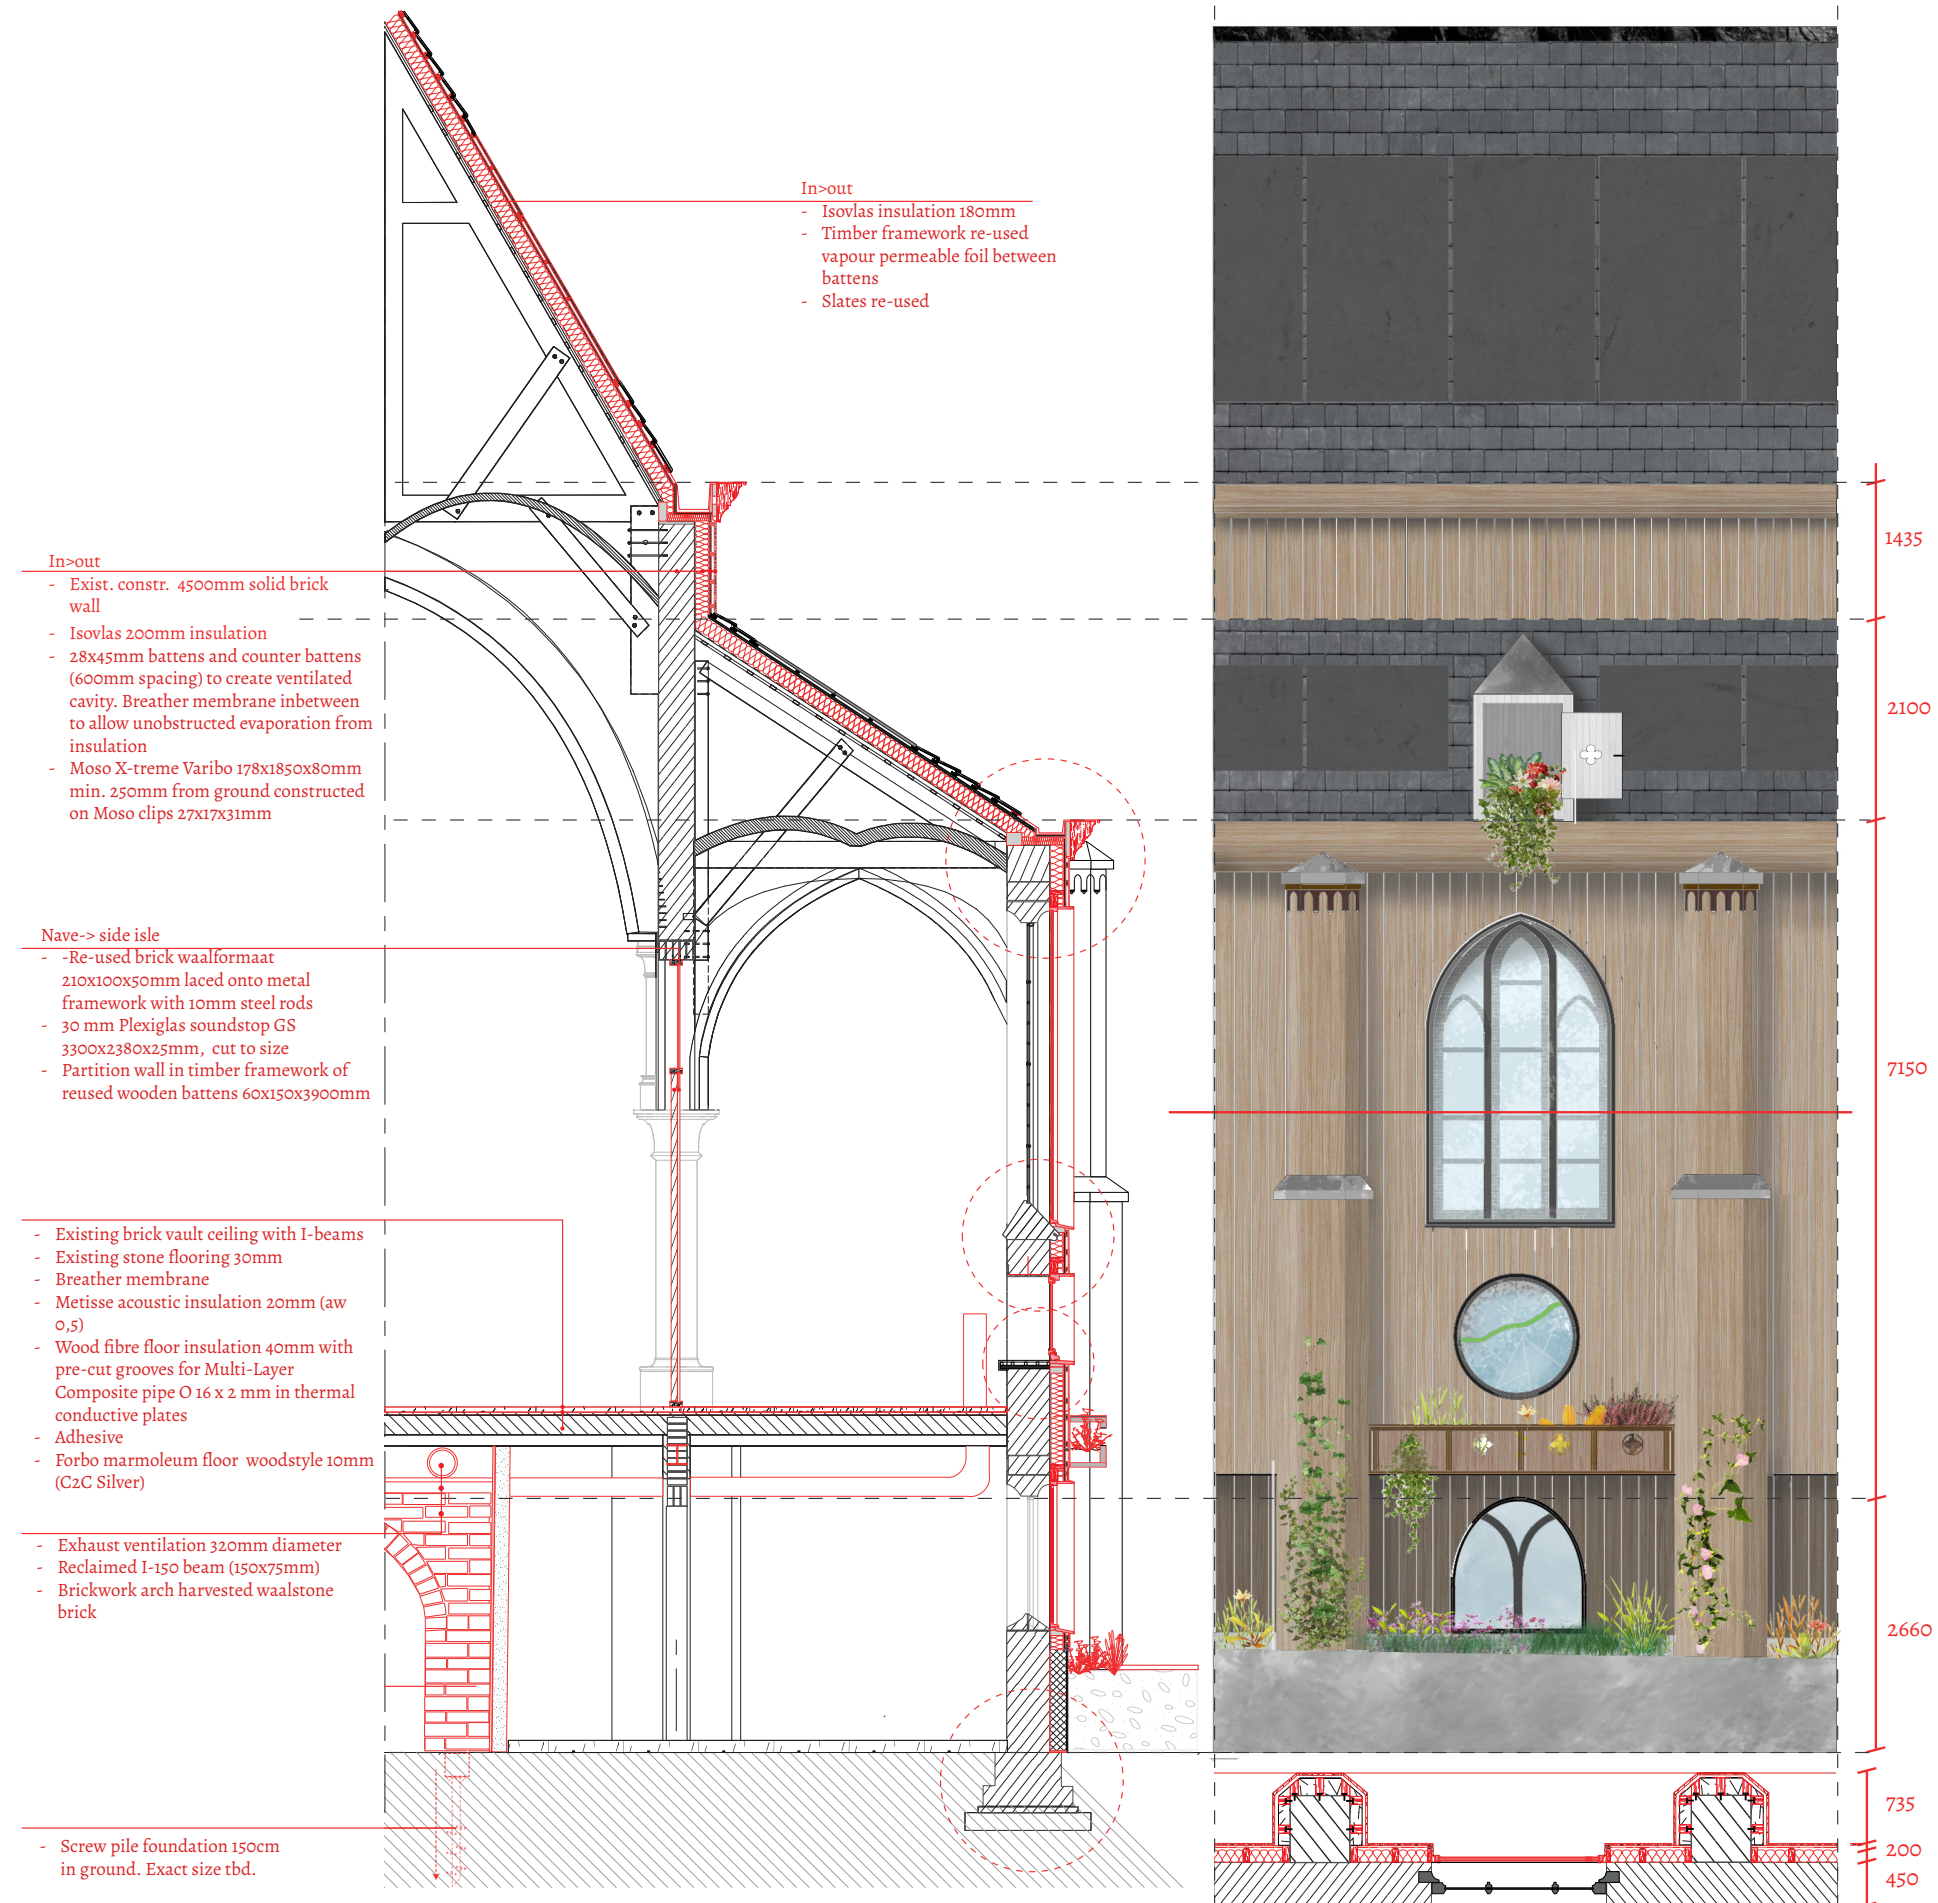 In>out
- Isovlas insulation 180mm
- Timber framework re-used
vapour permeable foil between
battens
- Slates re-used
In>out
- Exist. constr. 4500mm solid brick
wall
- Isovlas 200mm insulation
- 28x45mm battens and counter battens
(600mm spacing) to create ventilated
cavity. Breather membrane inbetween
to allow unobstructed evaporation from
insulation
- Moso X-treme Varibo 178x1850x80mm
min. 250mm from ground constructed
on Moso clips 27x17x31mm
Nave-> side isle
- -Re-used brick waalformaat
210x100x50mm laced onto metal
framework with 10mm steel rods
- 30 mm Plexiglas soundstop GS
3300x2380x25mm, cut to size
- Partition wall in timber framework of
reused wooden battens 60x150x3900mm
- Existing brick vault ceiling with I-beams
- Existing stone flooring 30mm
- Breather membrane
- Metisse acoustic insulation 20mm (aw
0,5)
- Wood fibre floor insulation 40mm with
pre-cut grooves for Multi-Layer
Composite pipe O 16 x 2 mm in thermal
conductive plates
- Adhesive
- Forbo marmoleum floor woodstyle 10mm
(C2C Silver)
- Exhaust ventilation 320mm diameter
- Reclaimed I-150 beam (150x75mm)
- Brickwork arch harvested waalstone
brick
- Screw pile foundation 150cm
in ground. Exact size tbd.
1435
2100
7150
2660
735
200
450